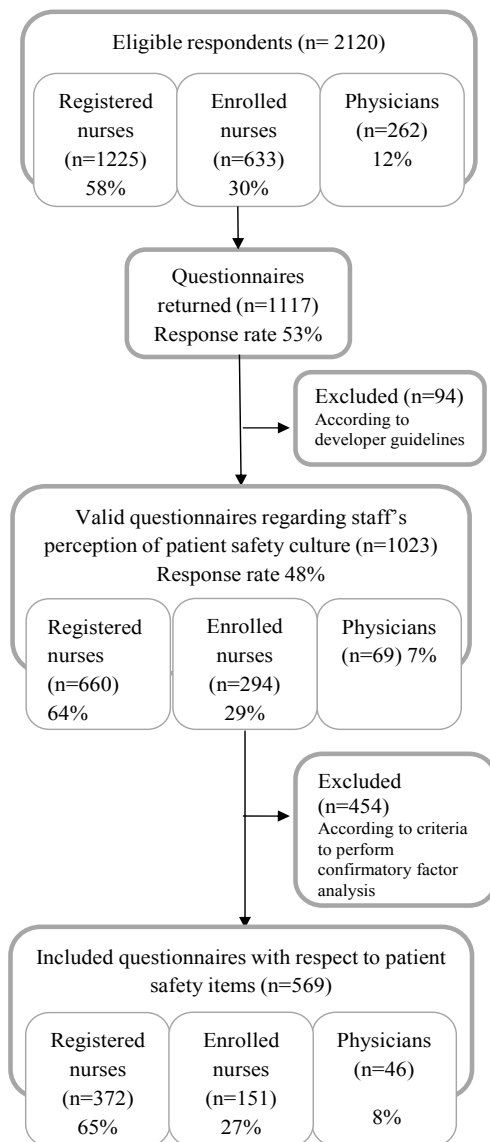 Eligible respondents (n= 2120)
Registered
nurses
(n=1225)
58%
Enrolled
nurses
(n=633)
30%
Physicians
(n=262)
12%
Questionnaires
returned (n=1117)
Response rate 53%
Excluded (n=94)
According to
developer guidelines
Valid questionnaires regarding staff's
perception of patient safety culture (n=1023)
Response rate 48%
Registered
nurses
(n=660)
64%
Enrolled
nurses
(n=294)
29%
Physicians
(n=69) 7%
Excluded
(n=454)
According to criteria
to perform
confirmatory factor
analysis
Included questionnaires with respect to patient
safety items (n=569)
Registered
nurses
(n=372)
65%
Enrolled
nurses
(n=151)
27%
Physicians
(n=46)
8%